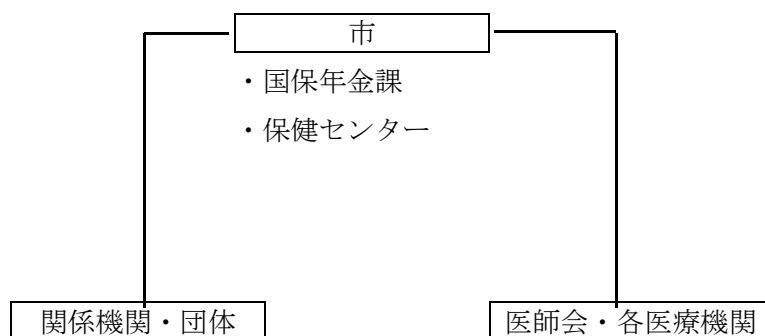 市
・国保年金課
・保健センター
関係機関・団体
医師会・各医療機関